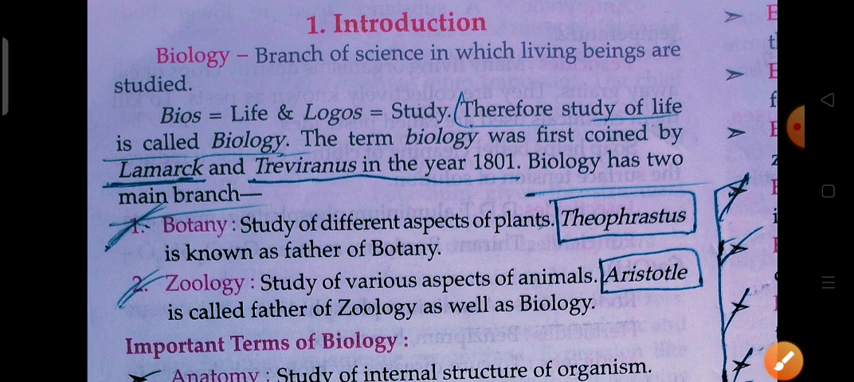 1. Introduction
Biology – Branch of science in which living beings are
studied.
Bios = Life & Logos = Study. Therefore study of life
is called Biology. The term biology was first coined by
Lamarck and Treviranus in the year 1801. Biology has two
main branch—
1. Botany : Study of different aspects of plants. Theophrastus
is known as father of Botany.
2. Zoology : Study of various aspects of animals. Aristotle
is called father of Zoology as well as Biology.
Important Terms of Biology :
Anatomy : Study of internal structure of organism.